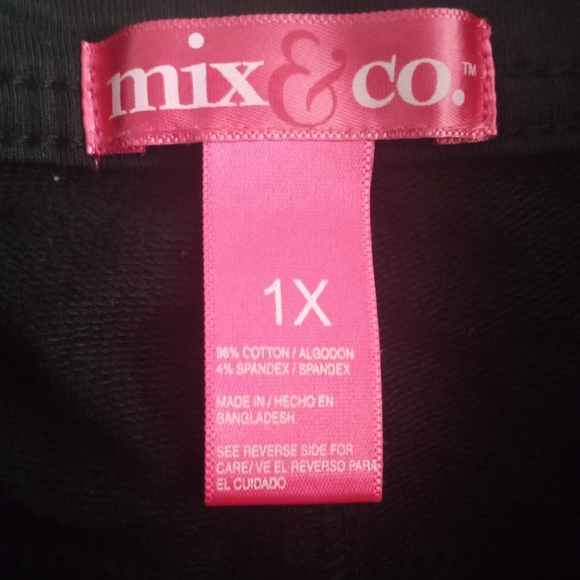 mix & co.™
1X
96% COTTON / ALGODON
4% SPANDEX / SPANDEX
MADE IN / HECHO EN
BANGLADESH
SEE REVERSE SIDE FOR
CARE/ VE EL REVERSO PARA
EL CUIDADO